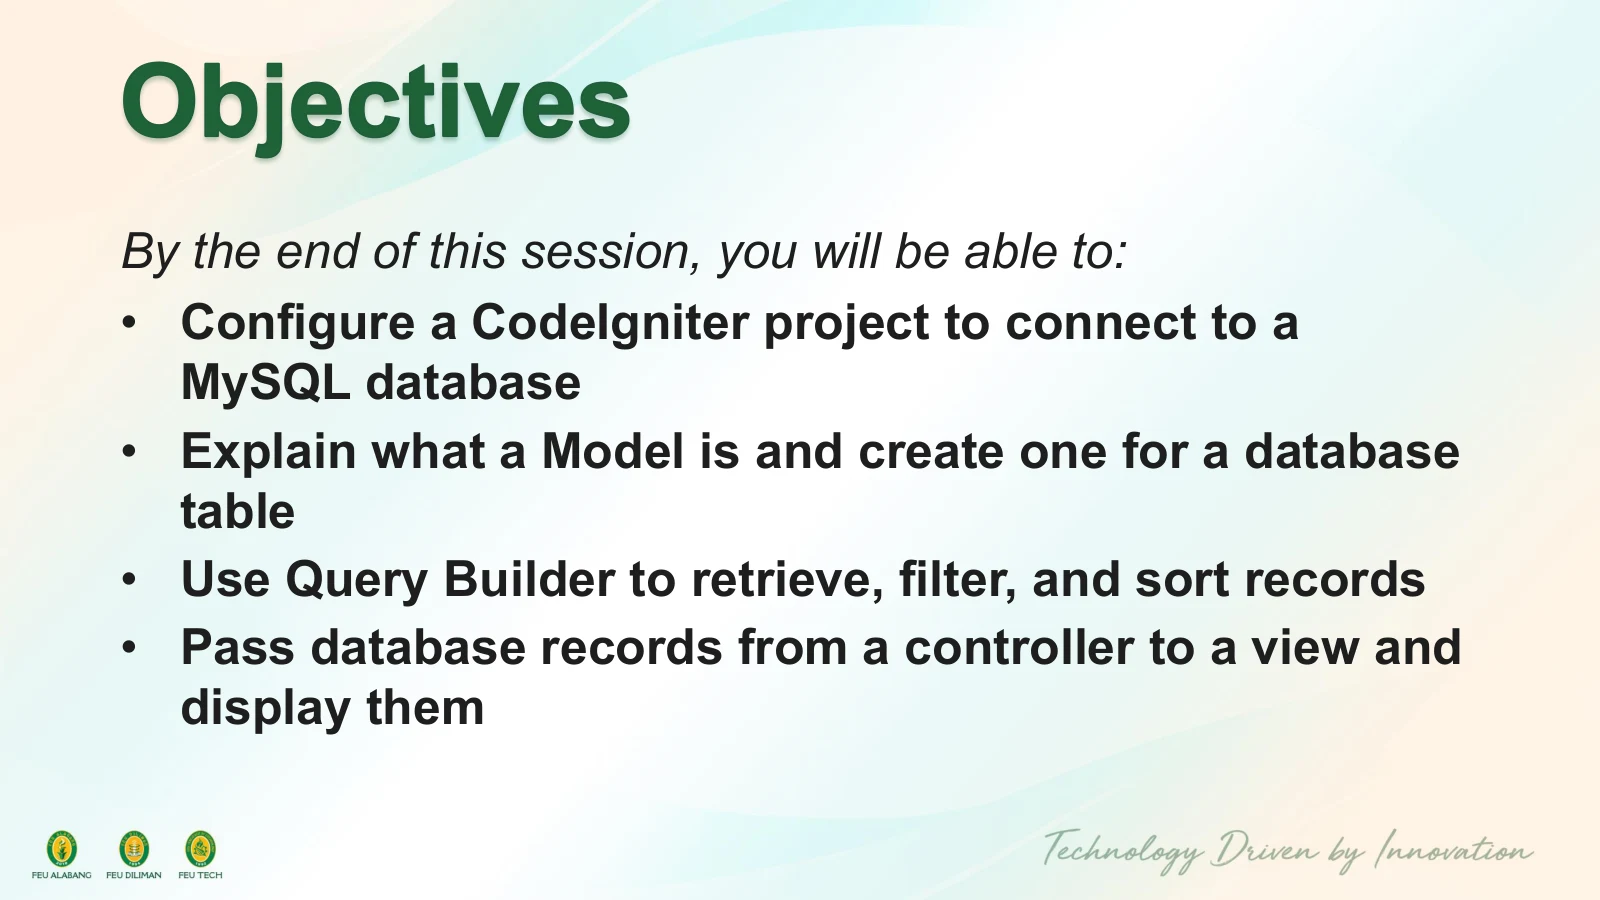 Objectives
By the end of this session, you will be able to:
• Configure a CodeIgniter project to connect to a
MySQL database
• Explain what a Model is and create one for a database
table
• Use Query Builder to retrieve, filter, and sort records
• Pass database records from a controller to a view and
display them
FEU ALABANG FEU DILIMAN FEU TECH
Technology Driven by Innovation